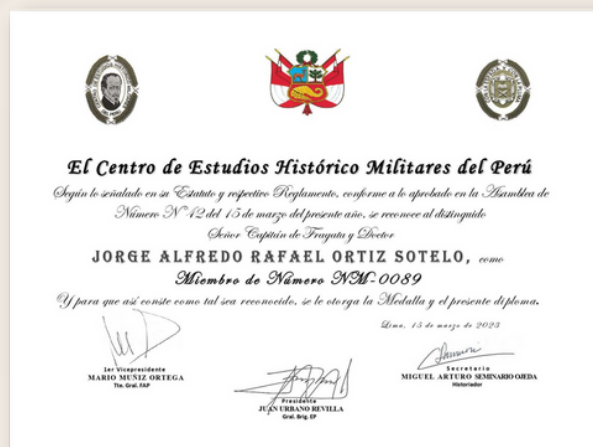 El Centro de Estudios Histórico Militares del Perú
Según lo señalado en su Estatuto y respectivo Reglamento, conforme a lo aprobado en la Asamblea de
Número Nº 42 del 15 de marzo del presente año, se reconoce al distinguido
Señor Capitán de Fragata y Doctor
JORGE ALFREDO RAFAEL ORTIZ SOTELO, como
Miembro de Número NM-0089
Y para que así conste como tal sea reconocido, se le otorga la Medalla y el presente diploma.
Lima, 15 de marzo de 2023
1er Vicepresidente
MARIO MUÑIZ ORTEGA
Tte. Gral. FAP
Presidente
JUAN URBANO REVILLA
Gral. Brig. EP
Secretario
MIGUEL ARTURO SEMINARIO OJEDA
Historiador